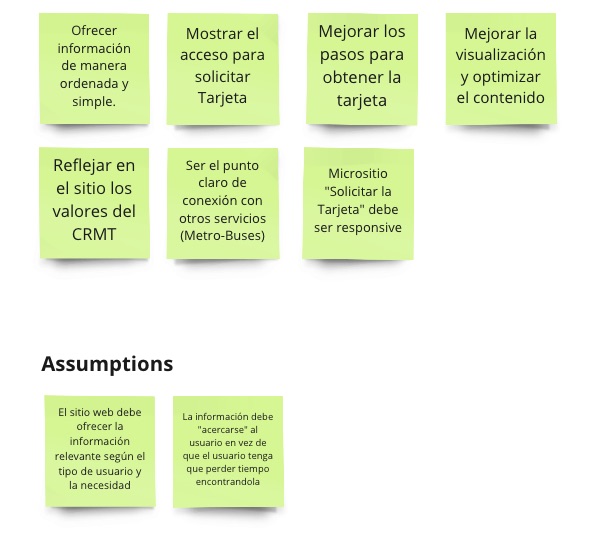 Ofrecer
información
de manera
ordenada y
simple.
Mostrar el
acceso para
solicitar
Tarjeta
Mejorar los
pasos para
obtener la
tarjeta
Mejorar la
visualización
y optimizar
el contenido
Reflejar en
el sitio los
valores del
CRMT
Ser el punto
claro de
conexión con
otros servicios
(Metro-Buses)
Micrositio
"Solicitar la
Tarjeta" debe
ser responsive
Assumptions
El sitio web debe
ofrecer la
información
relevante según el
tipo de usuario y
la necesidad
La información debe
"acercarse" al
usuario en vez de
que el usuario tenga
que perder tiempo
encontrandola